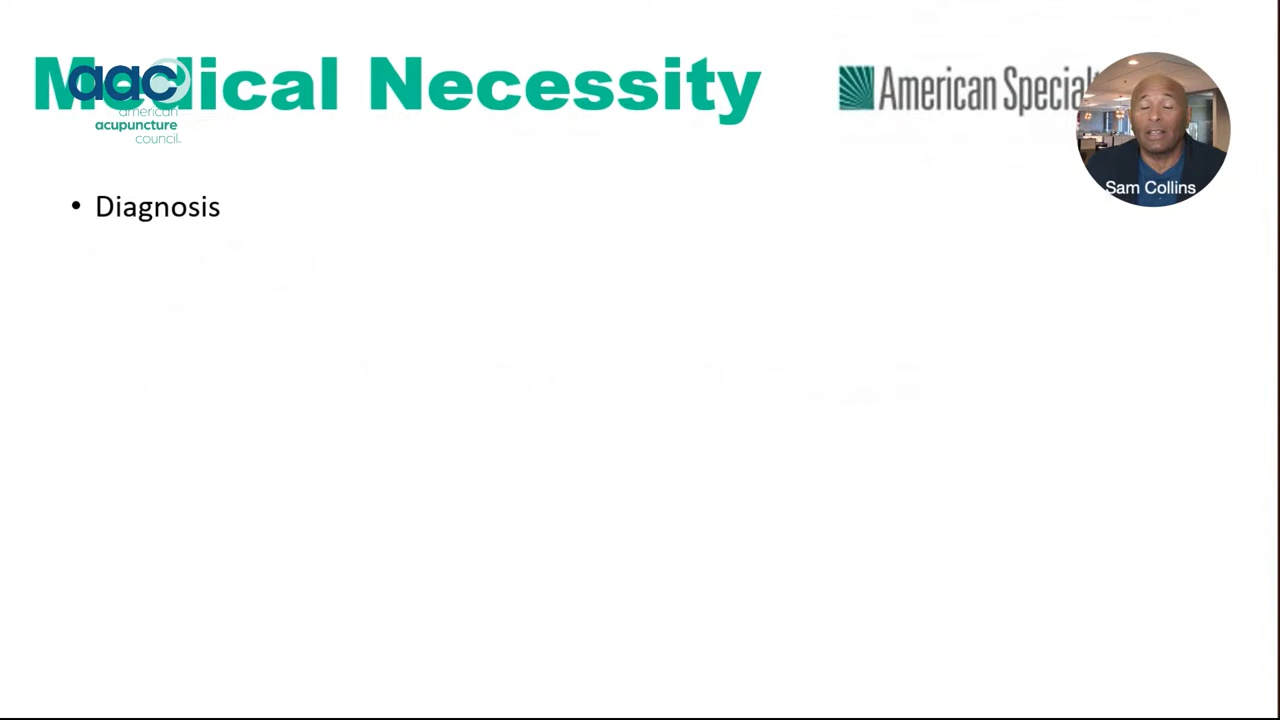 Medical Necessity
aac
american
acupuncture
council
American Special
Sam Collins
• Diagnosis